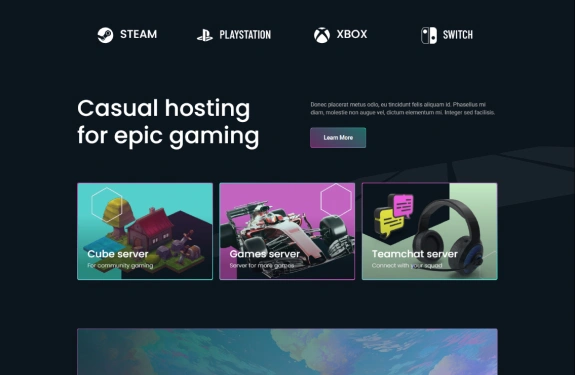 STEAM
PLAYSTATION
XBOX
SWITCH
Casual hosting
for epic gaming
Donec placerat metus odio, eu tincidunt felis aliquam id. Phasellus mi
diam, molestie non augue vel, dictum elementum mi. Integer sed facilisis.
Learn More
Cube server
For community gaming
Games server
Server for more games
Teamchat server
Connect with your squad